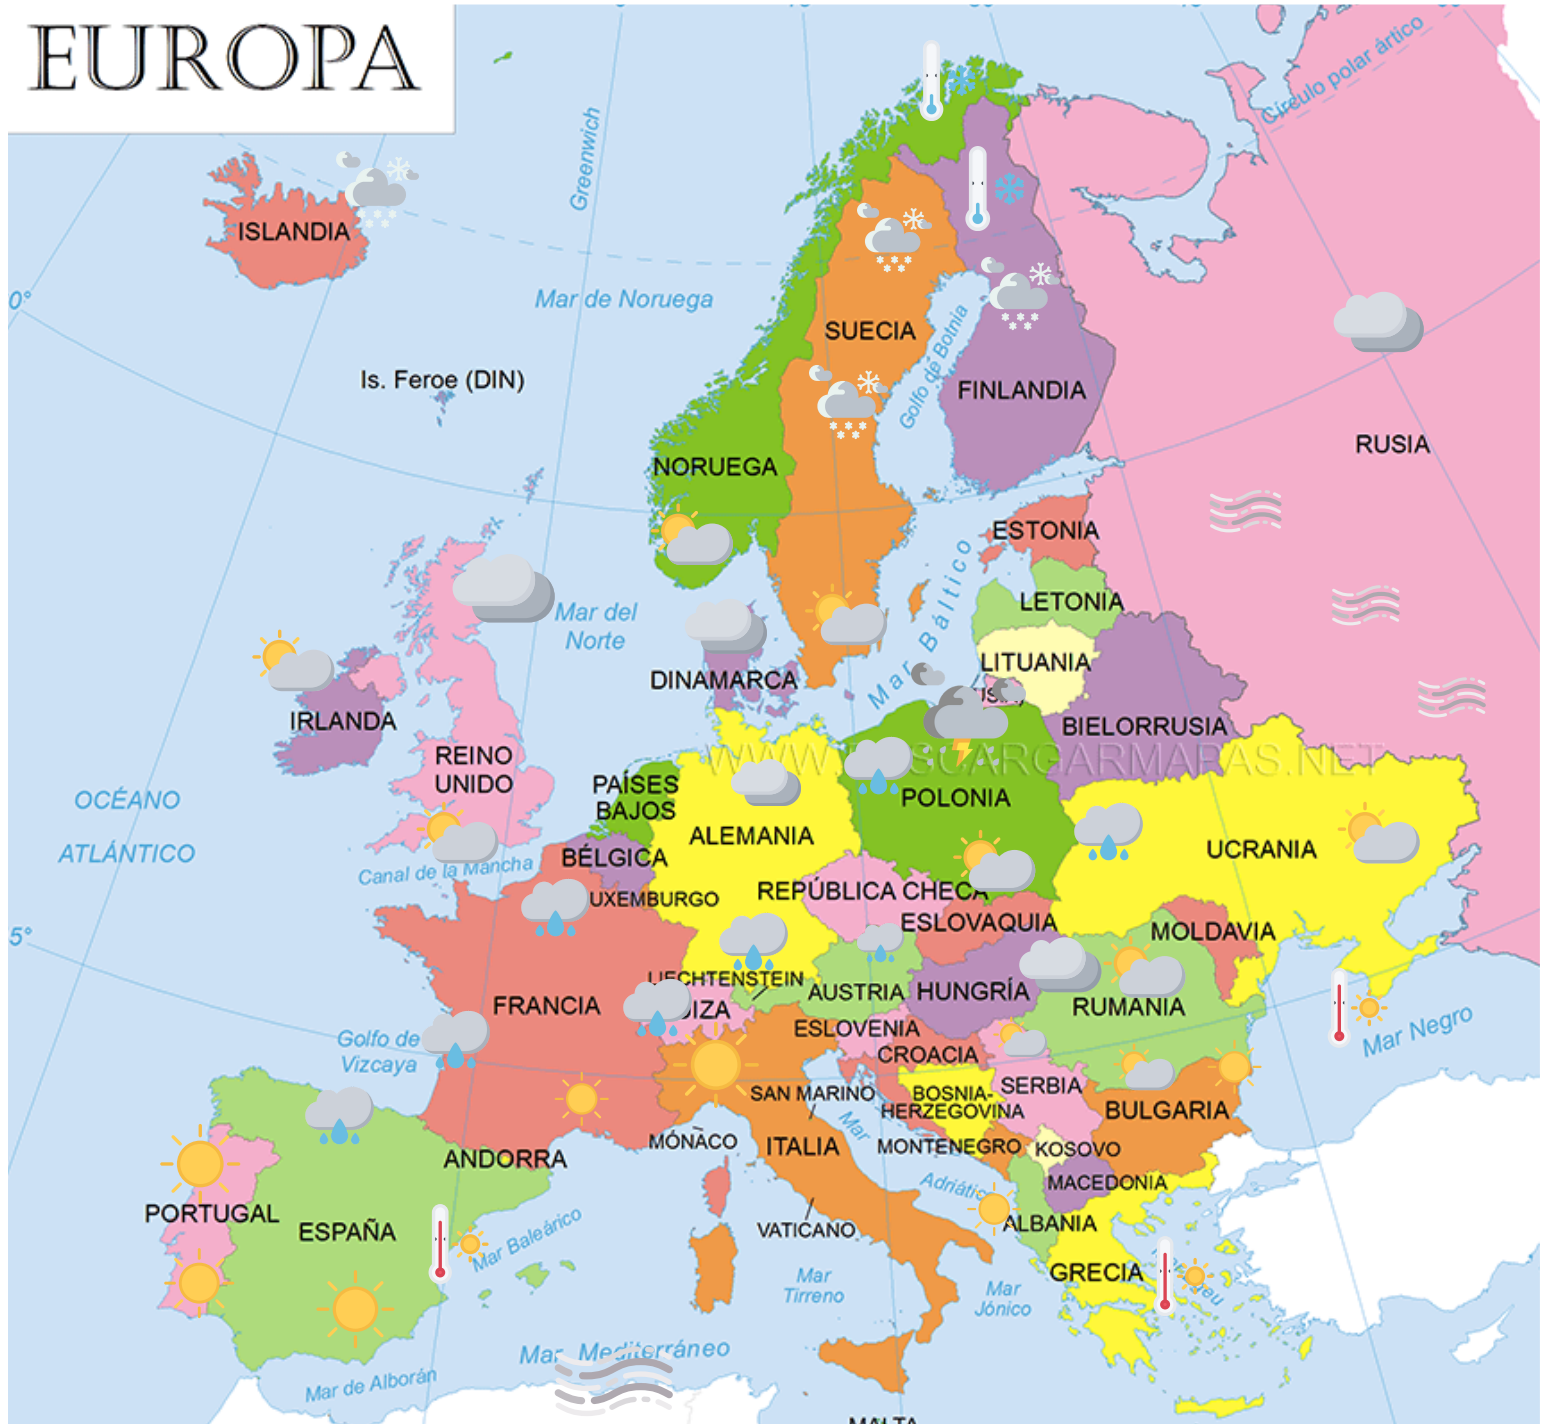 EUROPA
Círculo polar ártico
Greenwich
ISLANDIA
0°
Mar de Noruega
SUECIA
Golfo de Botnia
Is. Feroe (DIN)
FINLANDIA
RUSIA
NORUEGA
ESTONIA
Mar Báltico
LETONIA
Mar del
Norte
LITUANIA
DINAMARCA
IRLANDA
BIELORRUSIA
REINO
UNIDO
PAÍSES
BAJOS
POLONIA
OCÉANO
ATLÁNTICO
ALEMANIA
UCRANIA
BÉLGICA
Canal de la Mancha
REPÚBLICA CHECA
UXEMBURGO
ESLOVAQUIA
MOLDAVIA
5°
LIECHTENSTEIN
AUSTRIA
HUNGRÍA
FRANCIA
RUMANIA
UIZA
ESLOVENIA
Mar Negro
Golfo de
Vizcaya
CROACIA
SAN MARINO
BOSNIA-
HERZEGOVINA
SERBIA
BULGARIA
Mar
Adriátic
MÓNACO
ITALIA
MONTENEGRO
KOSOVO
ANDORRA
MACEDONIA
PORTUGAL
ESPAÑA
Mar Baleárico
VATICANO
ALBANIA
GRECIA
Mar
Tirreno
Mar
Jónico
Mar Mediterráneo
Mar de Alborán
MALTA